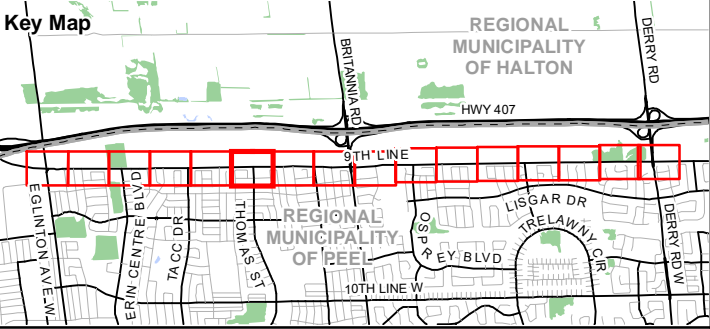 Key Map
REGIONAL
MUNICIPALITY
OF HALTON
DERRY RD
BRITANNIA RD
HWY 407
9TH LINE
EGLINTON AVE W
ERIN CENTRE BLVD
TACC DR
THOMAS ST
REGIONAL
MUNICIPALITY
OF PEEL
OSPREY BLVD
LISGAR DR
TRELAWNY CIR
DERRY RD W
10TH LINE W